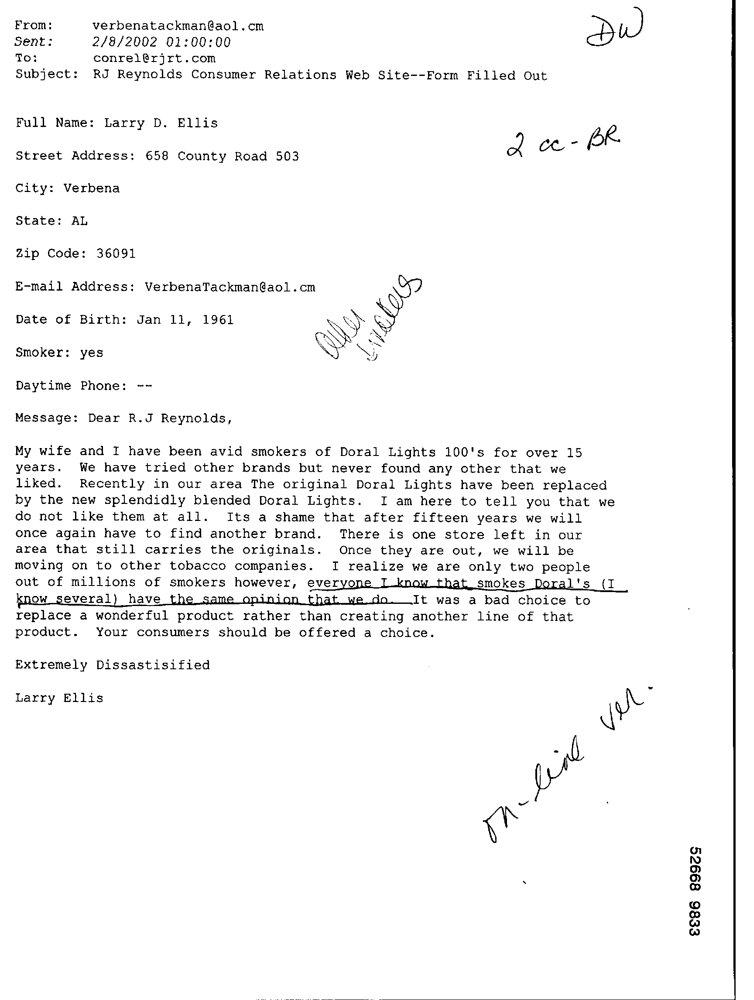 From: verbenatackman@aol.cm
Sent: 2/8/2002 01:00:00
To: conrel@rjrt.com
Subject: RJ Reynolds Consumer Relations Web Site--Form Filled Out
DW
Full Name: Larry D. Ellis
2 cc - BR
Street Address: 658 County Road 503
City: Verbena
State: AL
Zip Code: 36091
E-mail Address: VerbenaTackman@aol.cm
Date of Birth: Jan 11, 1961
other
smokers
Smoker: yes
Daytime Phone: --
Message: Dear R.J Reynolds,
My wife and I have been avid smokers of Doral Lights 100's for over 15
years. We have tried other brands but never found any other that we
liked. Recently in our area The original Doral Lights have been replaced
by the new splendidly blended Doral Lights. I am here to tell you that we
do not like them at all. Its a shame that after fifteen years we will
once again have to find another brand. There is one store left in our
area that still carries the originals. Once they are out, we will be
moving on to other tobacco companies. I realize we are only two people
out of millions of smokers however, everyone I know that smokes Doral's (I
know several) have the same opinion that we do. It was a bad choice to
replace a wonderful product rather than creating another line of that
product. Your consumers should be offered a choice.
Extremely Dissastisified
Larry Ellis
on-line ver.
52668 9833